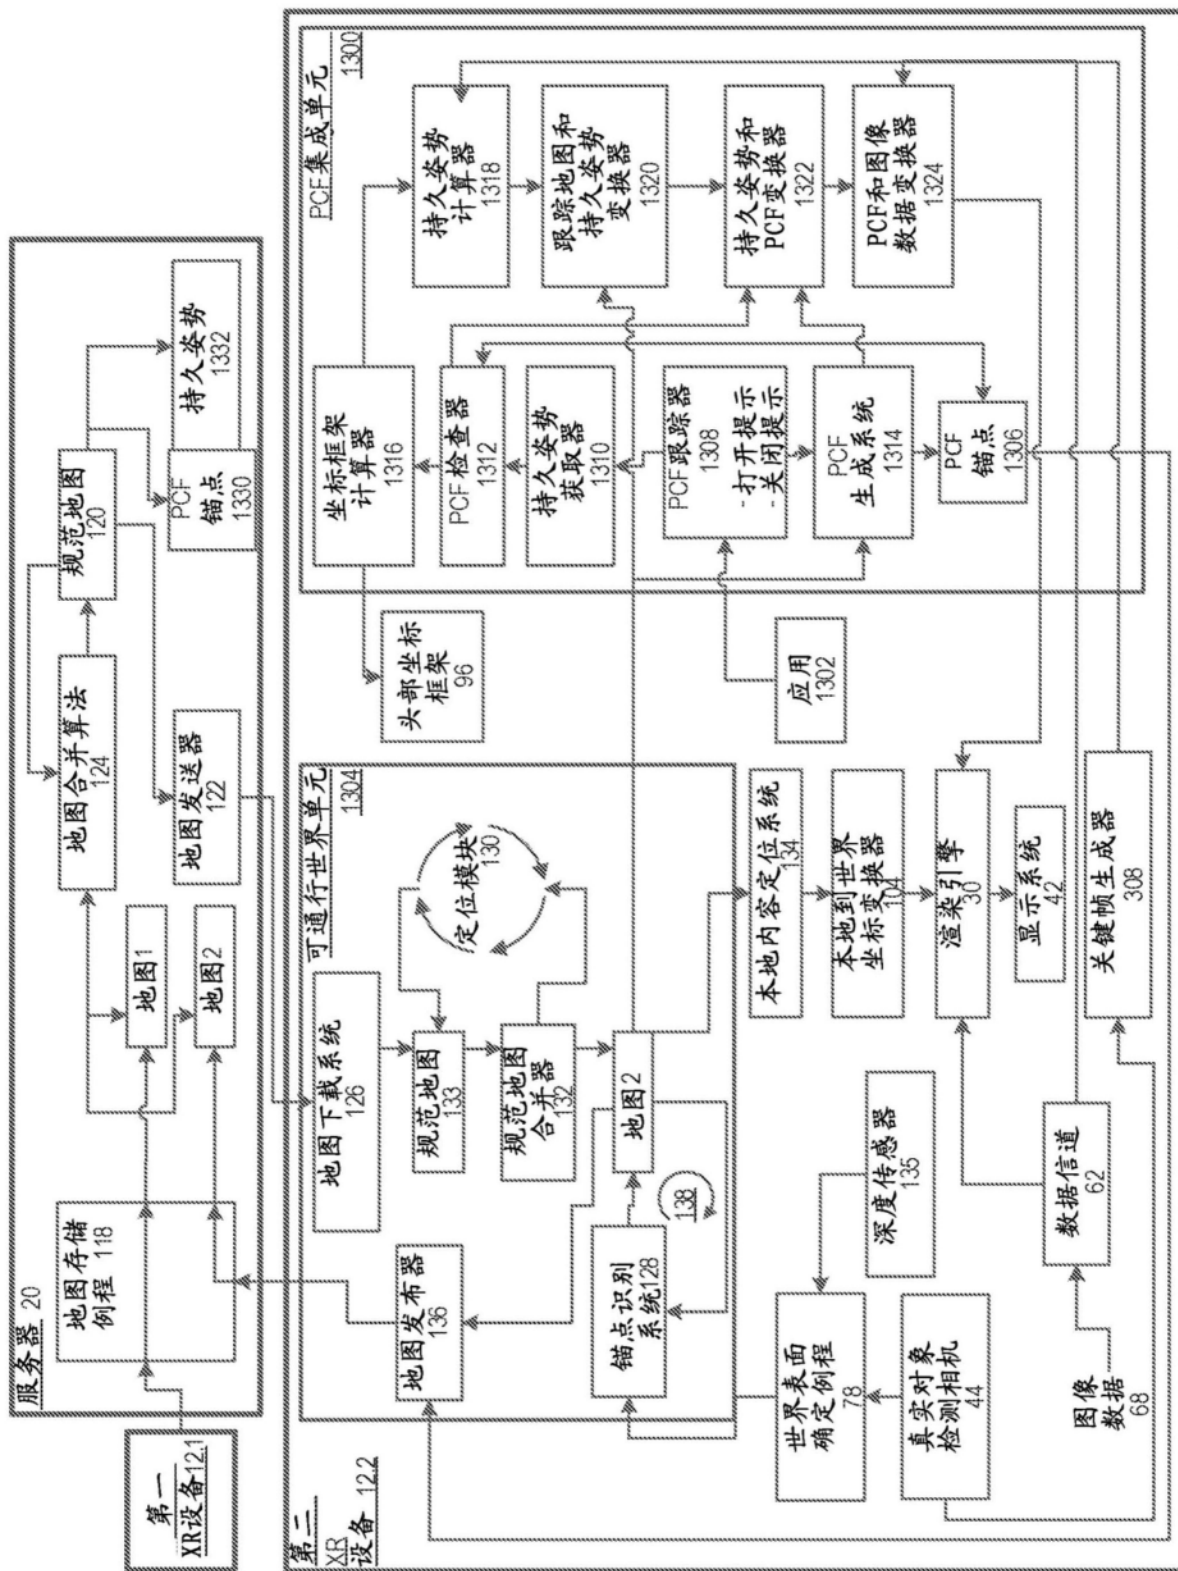 服务器 20
地图存储
例程 118
地图1
地图2
地图合并算法
124
地图发送器
122
规范地图
120
PCF
锚点
1330
持久姿势
1332
第一
XR设备12.1
第二
XR
设备 12.2
可通行世界单元
1304
地图下载系统
126
规范地图
133
规范地图
合并器
132
地图2
定位模块
130
地图发布器
136
锚点识别
系统128
138
世界表面
确定例程
78
真实对象
检测相机
44
深度传感器
135
图像
数据
68
数据信道
62
关键帧生成器
308
本地内容定位系统
134
本地到世界
坐标变换器
104
渲染引擎
30
显示系统
42
头部坐标
框架
96
应用
1302
PCF集成单元
1300
坐标框架
计算器
1316
PCF检查器
1312
持久姿势
获取器
1310
PCF跟踪器
1308
- 打开提示
- 关闭提示
PCF
生成系统
1314
PCF
锚点
1306
持久姿势
计算器
1318
跟踪地图和
持久姿势
变换器
1320
持久姿势和
PCF变换器
1322
PCF和图像
数据变换器
1324